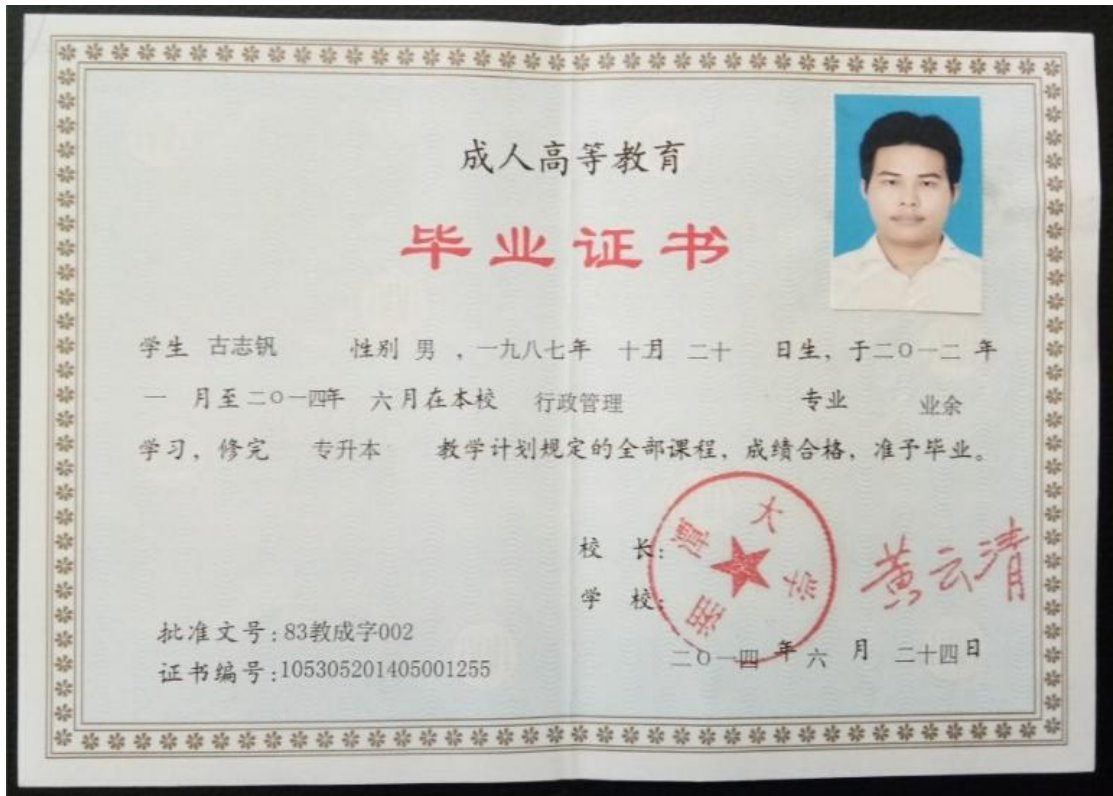 成人高等教育
毕业证书
学生 古志钒 性别 男 ，一九八七年 十月 二十 日生，于二○一二 年
一 月至二○一四年 六月在本校 行政管理 专业 业余
学习，修完 专升本 教学计划规定的全部课程，成绩合格，准予毕业。
校 长：
黄云清
学 校：
湘潭大学
批准文号：83教成字002
二○一四 年 六 月 二十四日
证书编号：105305201405001255